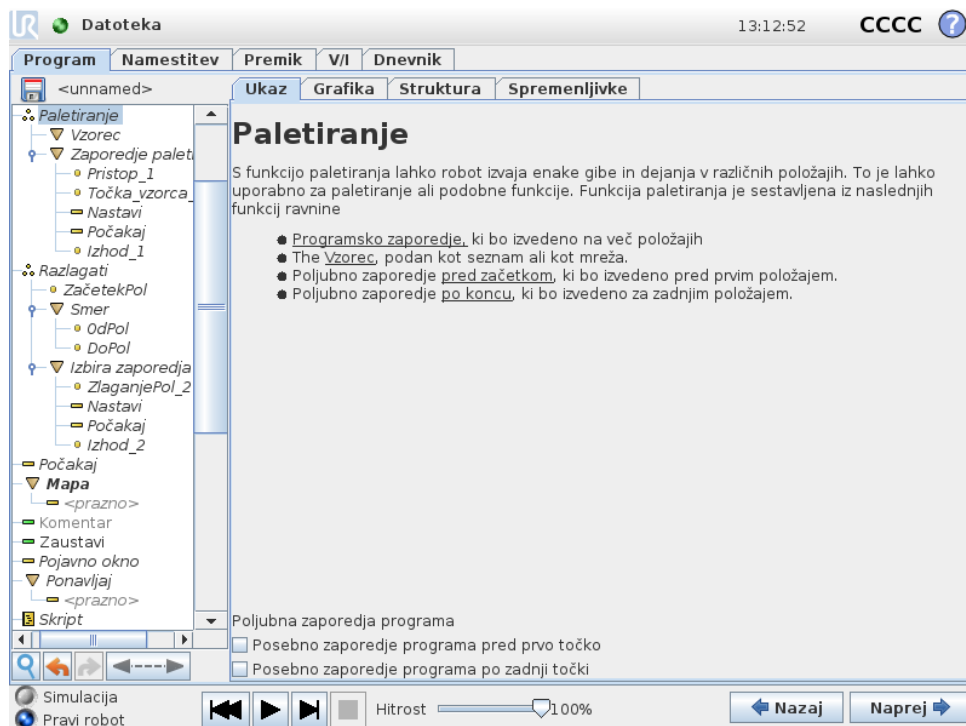 UR Datoteka 13:12:52 CCCC ?
Program Namestitev Premik V/I Dnevnik
<unnamed>
Ukaz Grafika Struktura Spremenljivke
Paletiranje
Vzorec
Zaporedje paleti
Pristop_1
Točka_vzorca_
Nastavi
Počakaj
Izhod_1
Razlagati
ZačetekPol
Smer
OdPol
DoPol
Izbira zaporedja
ZlaganjePol_2
Nastavi
Počakaj
Izhod_2
Počakaj
Mapa
<prazno>
Komentar
Zaustavi
Pojavno okno
Ponavljaj
<prazno>
Skript
Paletiranje
S funkcijo paletiranja lahko robot izvaja enake gibe in dejanja v različnih položajih. To je lahko
uporabno za paletiranje ali podobne funkcije. Funkcija paletiranja je sestavljena iz naslednjih
funkcij ravnine
● Programsko zaporedje, ki bo izvedeno na več položajih
● The Vzorec, podan kot seznam ali kot mreža.
● Poljubno zaporedje pred začetkom, ki bo izvedeno pred prvim položajem.
● Poljubno zaporedje po koncu, ki bo izvedeno za zadnjim položajem.
Poljubna zaporedja programa
Posebno zaporedje programa pred prvo točko
Posebno zaporedje programa po zadnji točki
Simulacija
Pravi robot
Hitrost 100%
Nazaj Naprej